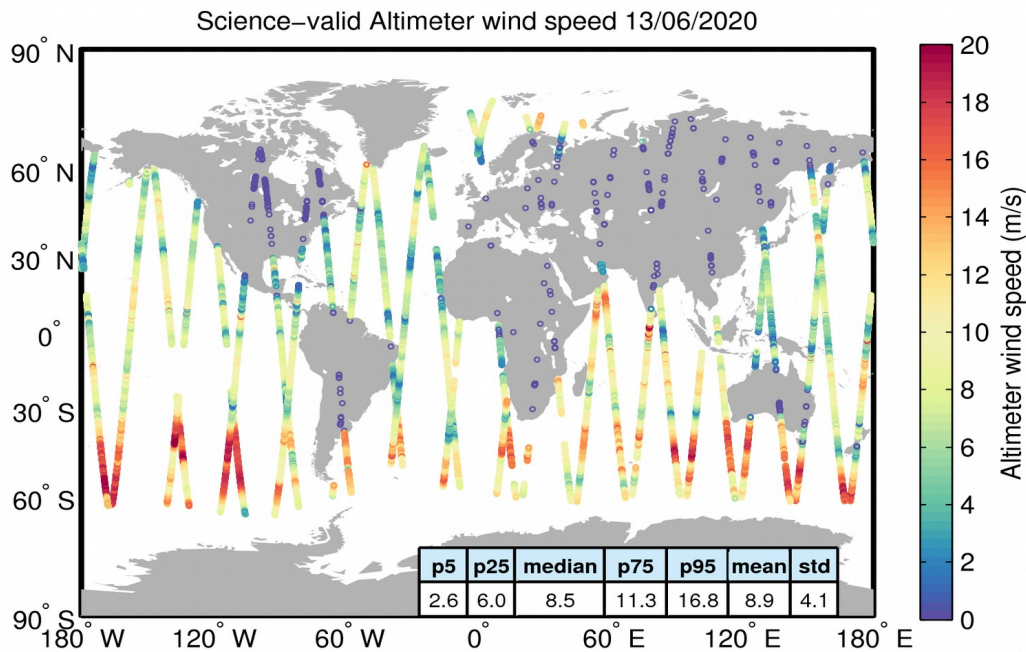 Science−valid Altimeter wind speed 13/06/2020
90° N
60° N
30° N
0°
30° S
60° S
90° S
180° W
120° W
60° W
0°
60° E
120° E
180° E
p5 p25 median p75 p95 mean std
2.6 6.0 8.5 11.3 16.8 8.9 4.1
20
18
16
14
12
10
8
6
4
2
0
Altimeter wind speed (m/s)